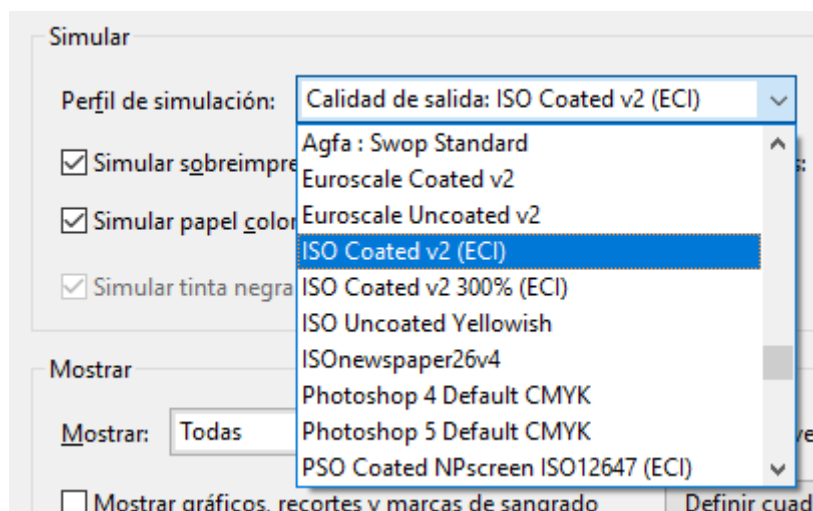 Simular
Perfil de simulación: Calidad de salida: ISO Coated v2 (ECI)
Agfa : Swop Standard
Simular sobreimpre
Euroscale Coated v2
Simular papel color
Euroscale Uncoated v2
ISO Coated v2 (ECI)
Simular tinta negra
ISO Coated v2 300% (ECI)
ISO Uncoated Yellowish
ISOnewspaper26v4
Mostrar
Photoshop 4 Default CMYK
Mostrar: Todas
Photoshop 5 Default CMYK
PSO Coated NPscreen ISO12647 (ECI)
Mostrar gráficos, recortes y marcas de sangrado
Definir cuad